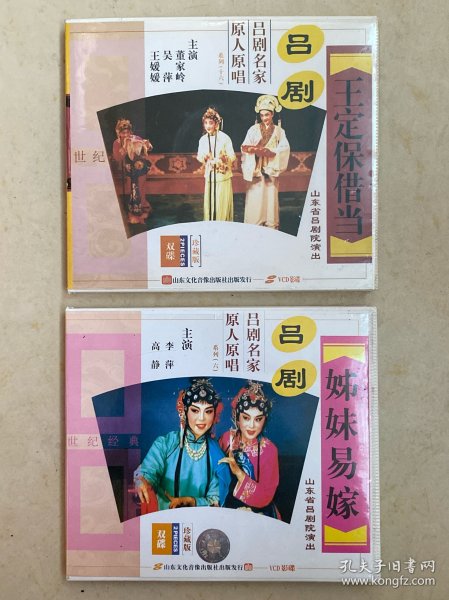 吕剧
王定保借当
山东省吕剧院演出
吕剧名家
原人原唱
系列(十六)
主演
董家岭
吴萍
王媛媛
世纪
珍藏版
2PIECES
双碟
山东文化音像出版社出版发行
VCD影碟
吕剧
姊妹易嫁
山东省吕剧院演出
吕剧名家
原人原唱
系列(六)
主演
李萍
高静
世纪经典
珍藏版
2PIECES
双碟
山东文化音像出版社出版发行
VCD影碟
孔夫子旧书网
www.kongfz.com